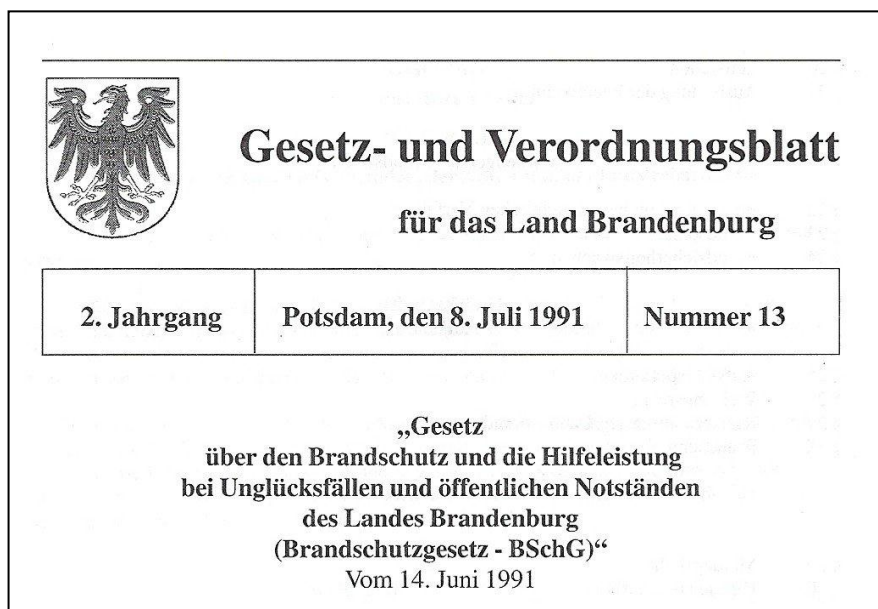 Gesetz- und Verordnungsblatt
für das Land Brandenburg
2. Jahrgang
Potsdam, den 8. Juli 1991
Nummer 13
„Gesetz
über den Brandschutz und die Hilfeleistung
bei Unglücksfällen und öffentlichen Notständen
des Landes Brandenburg
(Brandschutzgesetz - BSchG)“
Vom 14. Juni 1991